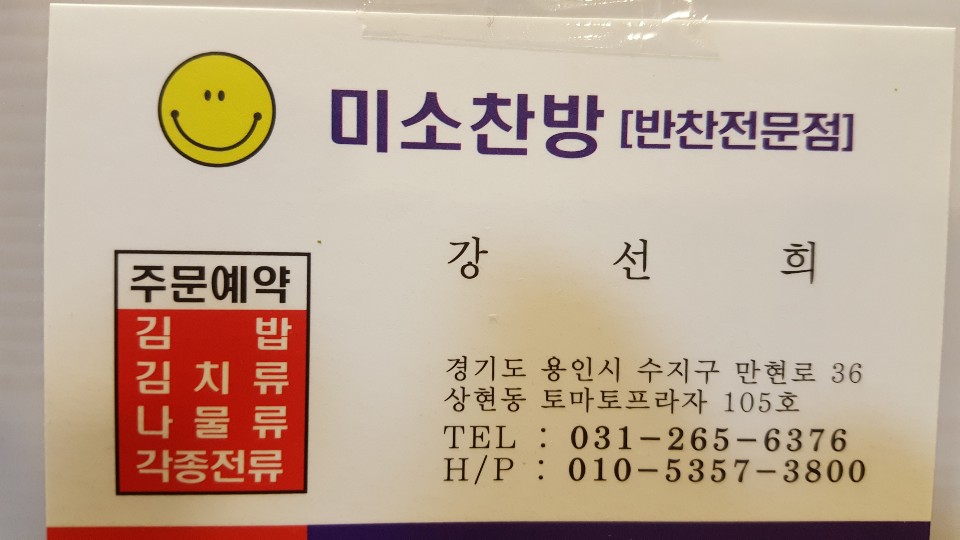 미소찬방 [반찬전문점]
강 선 희
주문예약
김 밥
김 치 류
나 물 류
각종전류
경기도 용인시 수지구 만현로 36
상현동 토마토프라자 105호
TEL : 031-265-6376
H/P : 010-5357-3800